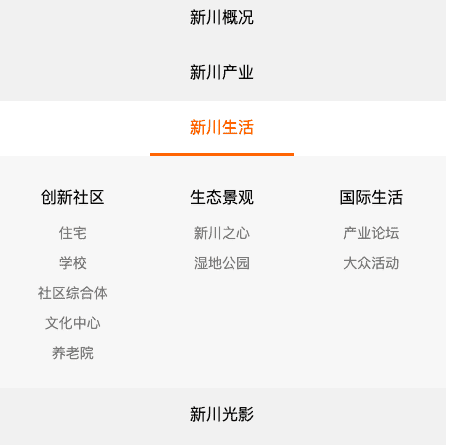 新川概况
新川产业
新川生活
创新社区
住宅
学校
社区综合体
文化中心
养老院
生态景观
新川之心
湿地公园
国际生活
产业论坛
大众活动
新川光影